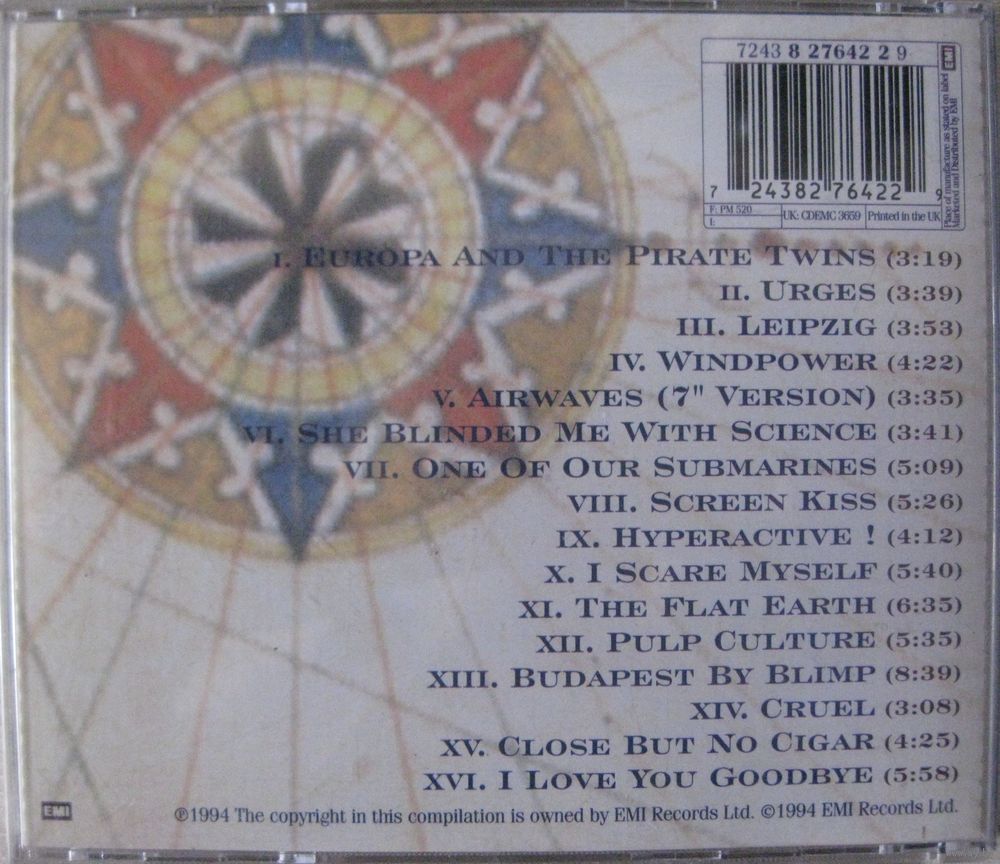 7243 8 27642 2 9
EMI
Place of manufacture as stated on label
Marketed and Distributed by EMI
7 24382 76422 9
F: PM 520
I:
UK: CDEMC 3659
Printed in the UK
I. EUROPA AND THE PIRATE TWINS (3:19)
II. URGES (3:39)
III. LEIPZIG (3:53)
IV. WINDPOWER (4:22)
V. AIRWAVES (7" VERSION) (3:35)
VI. SHE BLINDED ME WITH SCIENCE (3:41)
VII. ONE OF OUR SUBMARINES (5:09)
VIII. SCREEN KISS (5:26)
IX. HYPERACTIVE ! (4:12)
X. I SCARE MYSELF (5:40)
XI. THE FLAT EARTH (6:35)
XII. PULP CULTURE (5:35)
XIII. BUDAPEST BY BLIMP (8:39)
XIV. CRUEL (3:08)
XV. CLOSE BUT NO CIGAR (4:25)
XVI. I LOVE YOU GOODBYE (5:58)
EMI
℗1994 The copyright in this compilation is owned by EMI Records Ltd. ©1994 EMI Records Ltd.